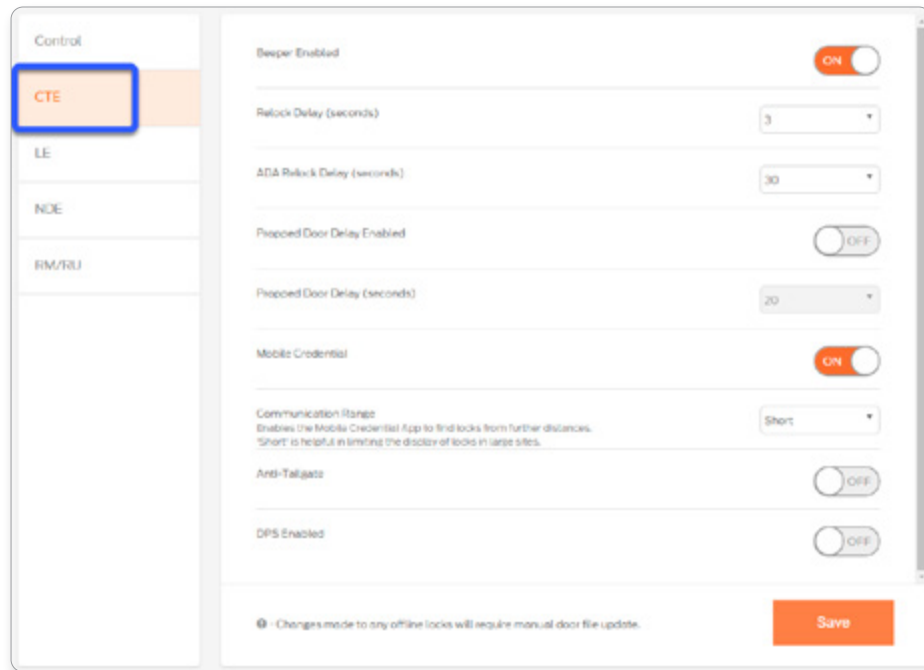 Control
CTE
LE
NDE
RM/RU
Beeper Enabled
ON
Relock Delay (seconds)
3
ADA Relock Delay (seconds)
30
Propped Door Delay Enabled
OFF
Propped Door Delay (seconds)
20
Mobile Credential
ON
Communication Range
Enables the Mobile Credential App to find locks from further distances.
'Short' is helpful in limiting the display of locks in large sites.
Short
Anti-Tailgate
OFF
DPS Enabled
OFF
- Changes made to any offline locks will require manual door file update.
Save